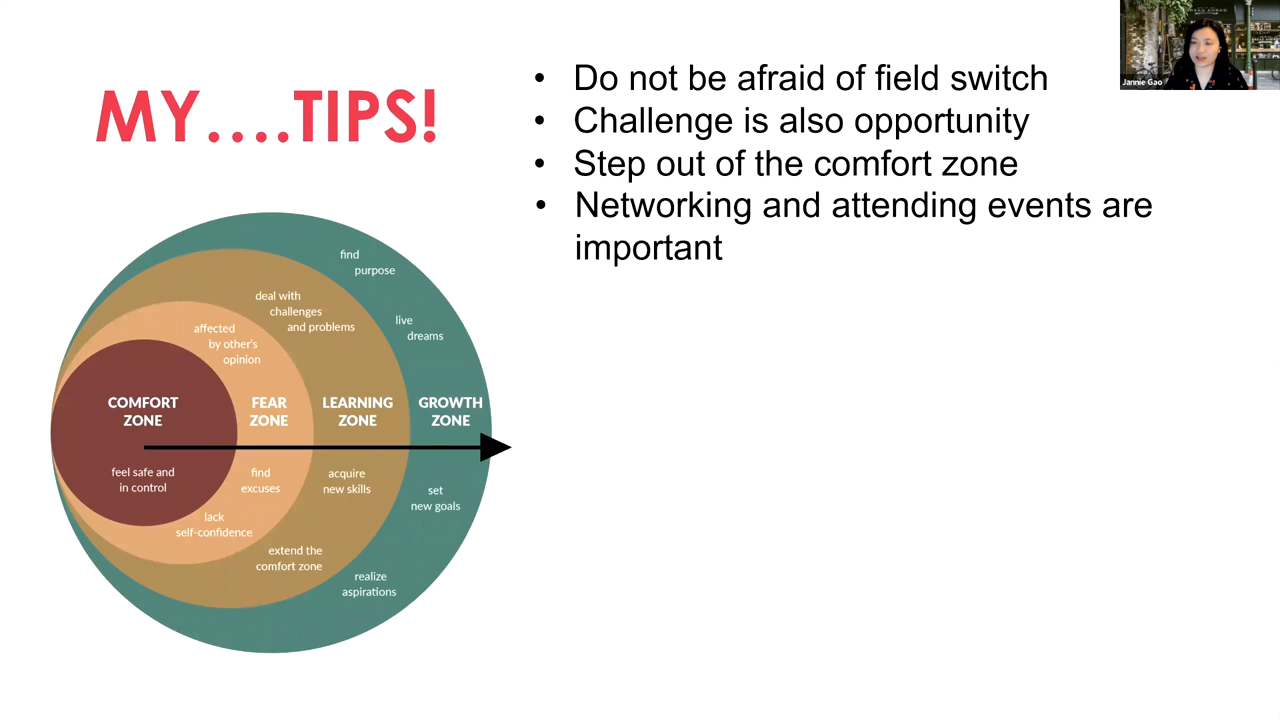 MY....TIPS!
• Do not be afraid of field switch
• Challenge is also opportunity
• Step out of the comfort zone
• Networking and attending events are
important
find
purpose
deal with
challenges
and problems
live
dreams
affected
by other's
opinion
COMFORT
ZONE
FEAR
ZONE
LEARNING
ZONE
GROWTH
ZONE
feel safe and
in control
find
excuses
acquire
new skills
set
new goals
lack
self-confidence
extend the
comfort zone
realize
aspirations
Jannie Gao